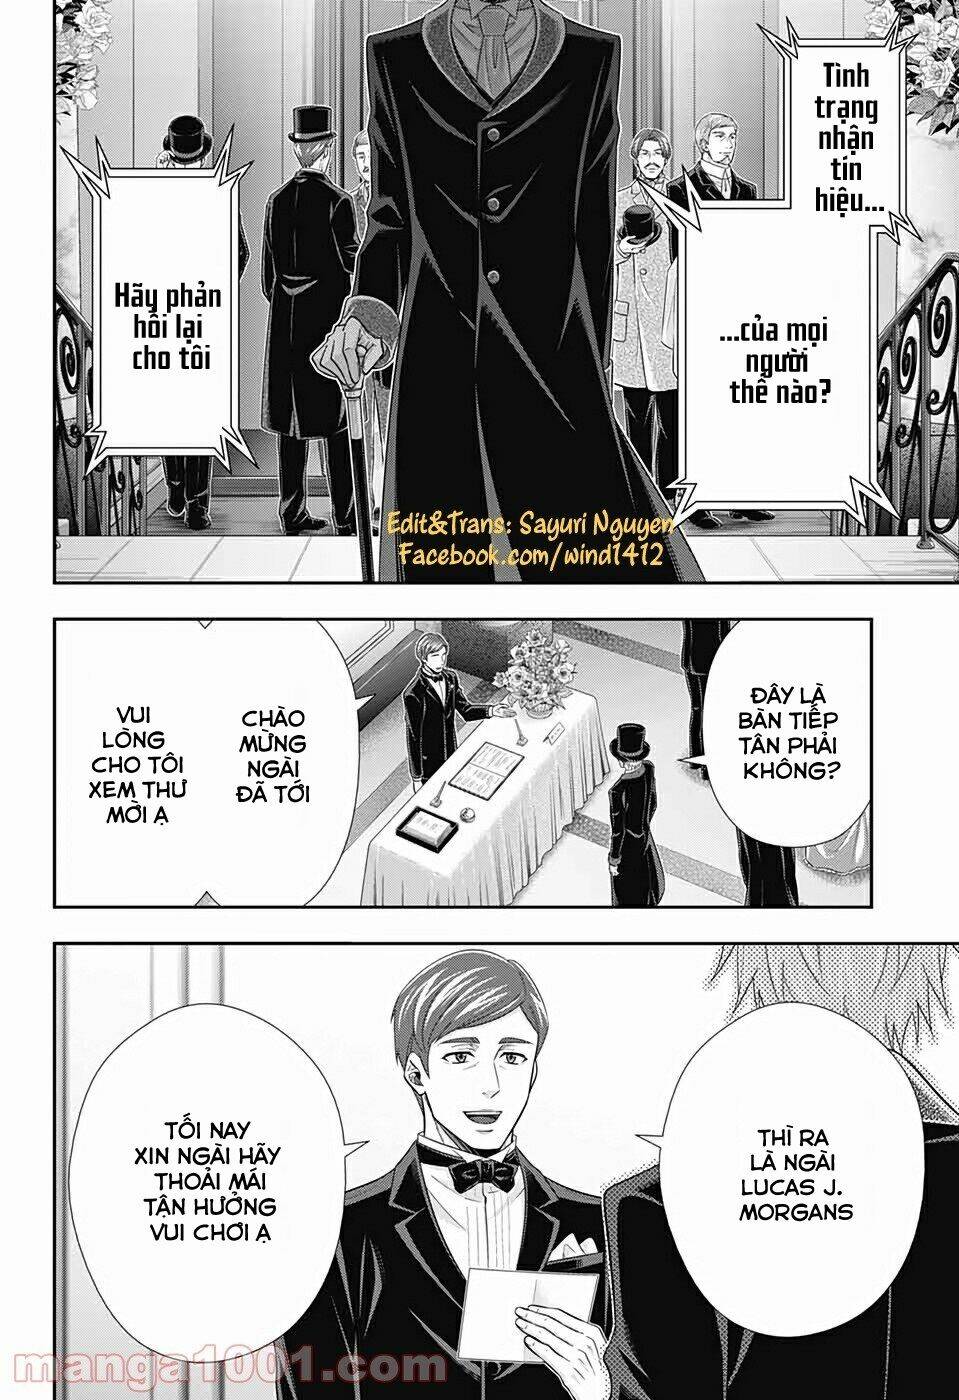 Tình
trạng
nhận
tín
hiệu...
...của mọi
người
thế nào?
Hãy phản
hồi lại
cho tôi
Edit&Trans: Sayuri Nguyen
Facebook.com/wind1412
ĐÂY LÀ
BÀN TIẾP
TÂN PHẢI
KHÔNG?
CHÀO
MỪNG
NGÀI
ĐÃ TỚI
VUI
LÒNG
CHO TÔI
XEM THƯ
MỜI Ạ
THÌ RA
LÀ NGÀI
LUCAS J.
MORGANS
TỐI NAY
XIN NGÀI HÃY
THOẢI MÁI
TẬN HƯỞNG
VUI CHƠI Ạ
manga1001.com